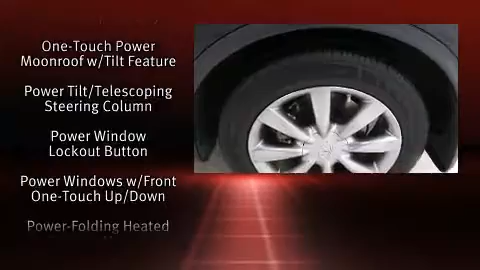 One-Touch Power
Moonroof w/Tilt Feature
Power Tilt/Telescoping
Steering Column
Power Window
Lockout Button
Power Windows w/Front
One-Touch Up/Down
Power-Folding Heated